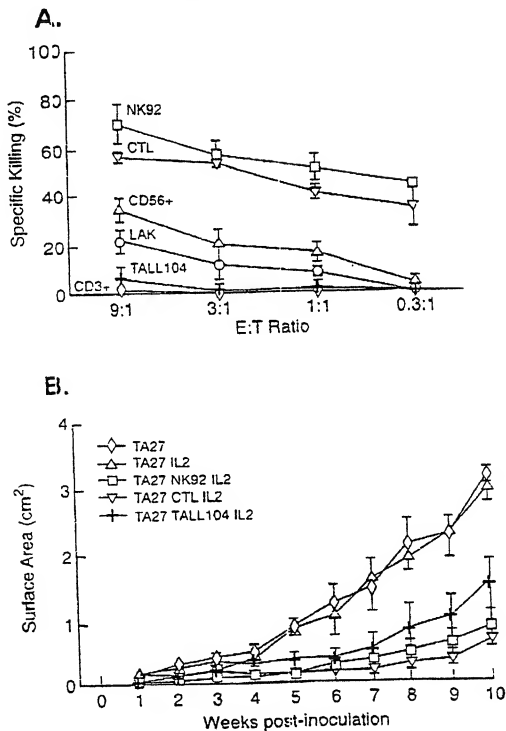 A.
100
80
60
40
20
0
Specific Killing (%)
NK92
CTL
CD56+
LAK
TALL104
CD3+
9:1 3:1 1:1 0.3:1
E:T Ratio
B.
4
3
2
1
0
Surface Area (cm2)
TA27
TA27 IL2
TA27 NK92 IL2
TA27 CTL IL2
TA27 TALL104 IL2
0 1 2 3 4 5 6 7 8 9 10
Weeks post-inoculation